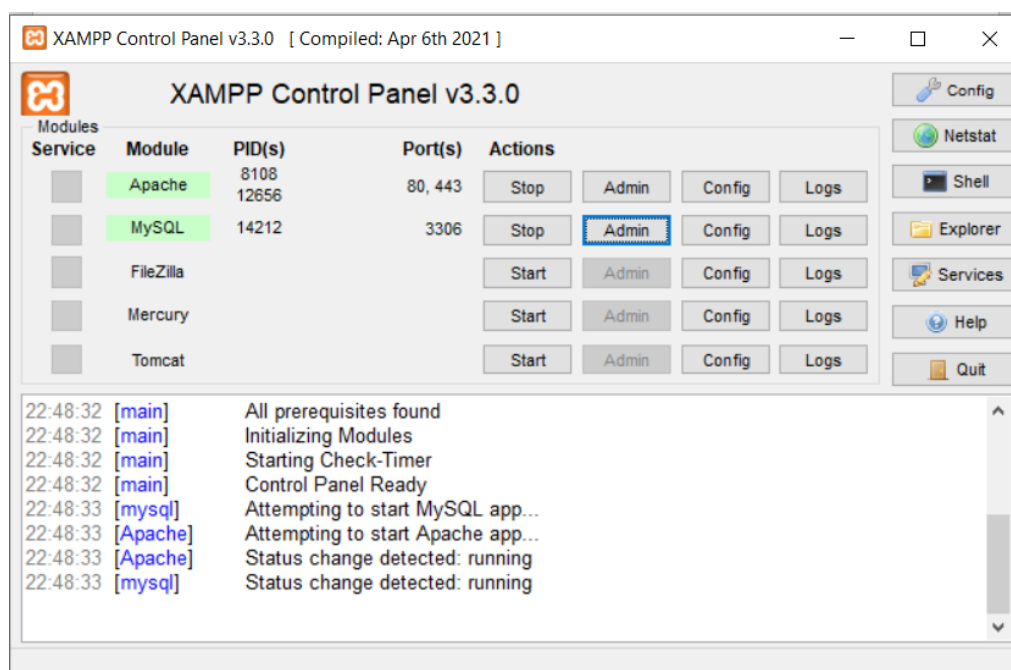 XAMPP Control Panel v3.3.0 [ Compiled: Apr 6th 2021 ]
XAMPP Control Panel v3.3.0
Config
Modules
Service Module PID(s) Port(s) Actions
Netstat
Apache 8108 12656 80, 443 Stop Admin Config Logs
Shell
MySQL 14212 3306 Stop Admin Config Logs
Explorer
FileZilla Start Admin Config Logs
Services
Mercury Start Admin Config Logs
Help
Tomcat Start Admin Config Logs
Quit
22:48:32 [main] All prerequisites found
22:48:32 [main] Initializing Modules
22:48:32 [main] Starting Check-Timer
22:48:32 [main] Control Panel Ready
22:48:33 [mysql] Attempting to start MySQL app...
22:48:33 [Apache] Attempting to start Apache app...
22:48:33 [Apache] Status change detected: running
22:48:33 [mysql] Status change detected: running